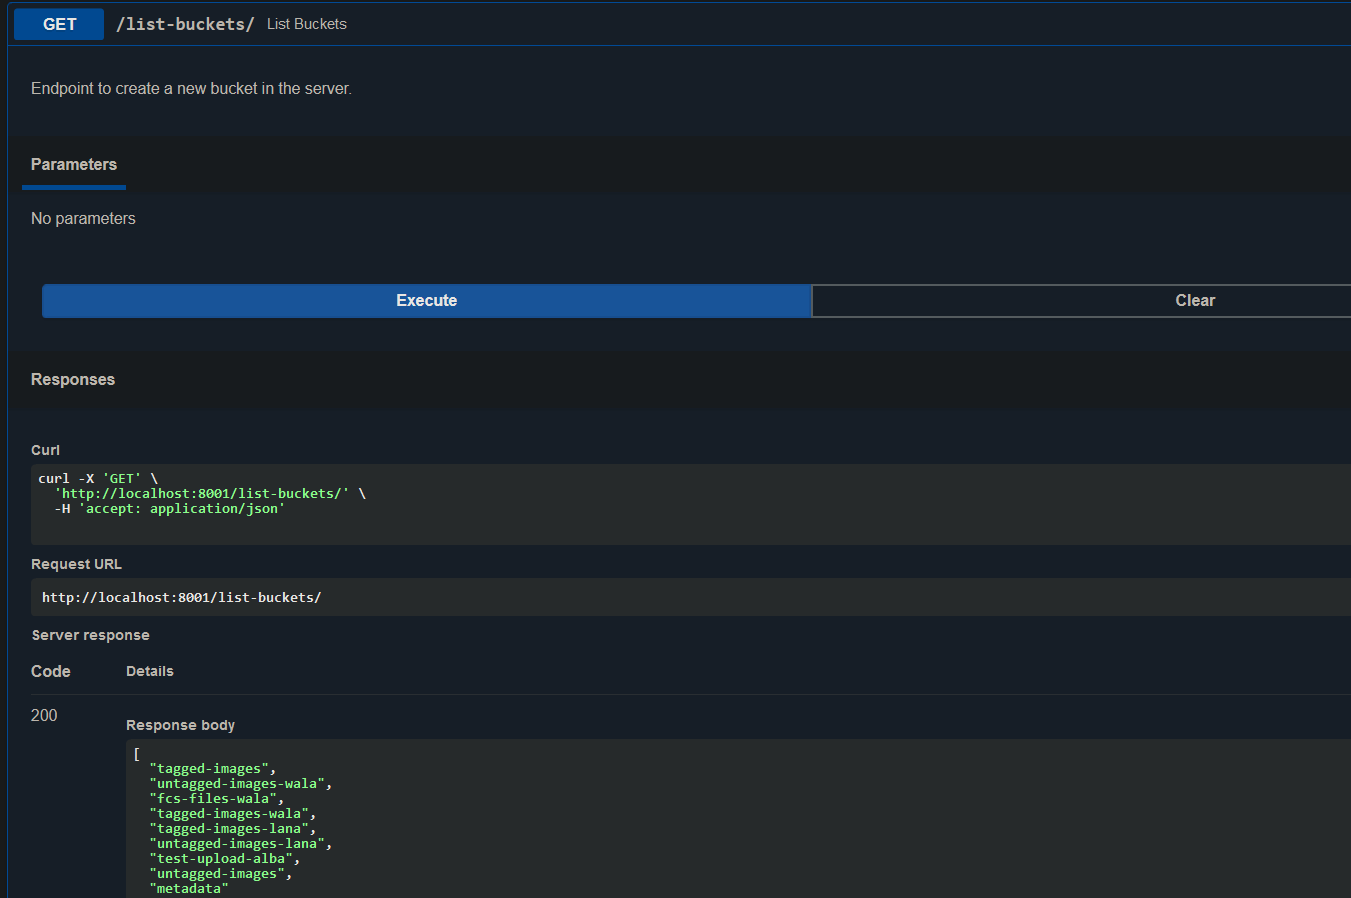 GET /list-buckets/ List Buckets
Endpoint to create a new bucket in the server.
Parameters
No parameters
Execute Clear
Responses
Curl
curl -X 'GET' \
  'http://localhost:8001/list-buckets/' \
  -H 'accept: application/json'
Request URL
http://localhost:8001/list-buckets/
Server response
Code Details
200
Response body
[
  "tagged-images",
  "untagged-images-wala",
  "fcs-files-wala",
  "tagged-images-wala",
  "tagged-images-lana",
  "untagged-images-lana",
  "test-upload-alba",
  "untagged-images",
  "metadata"